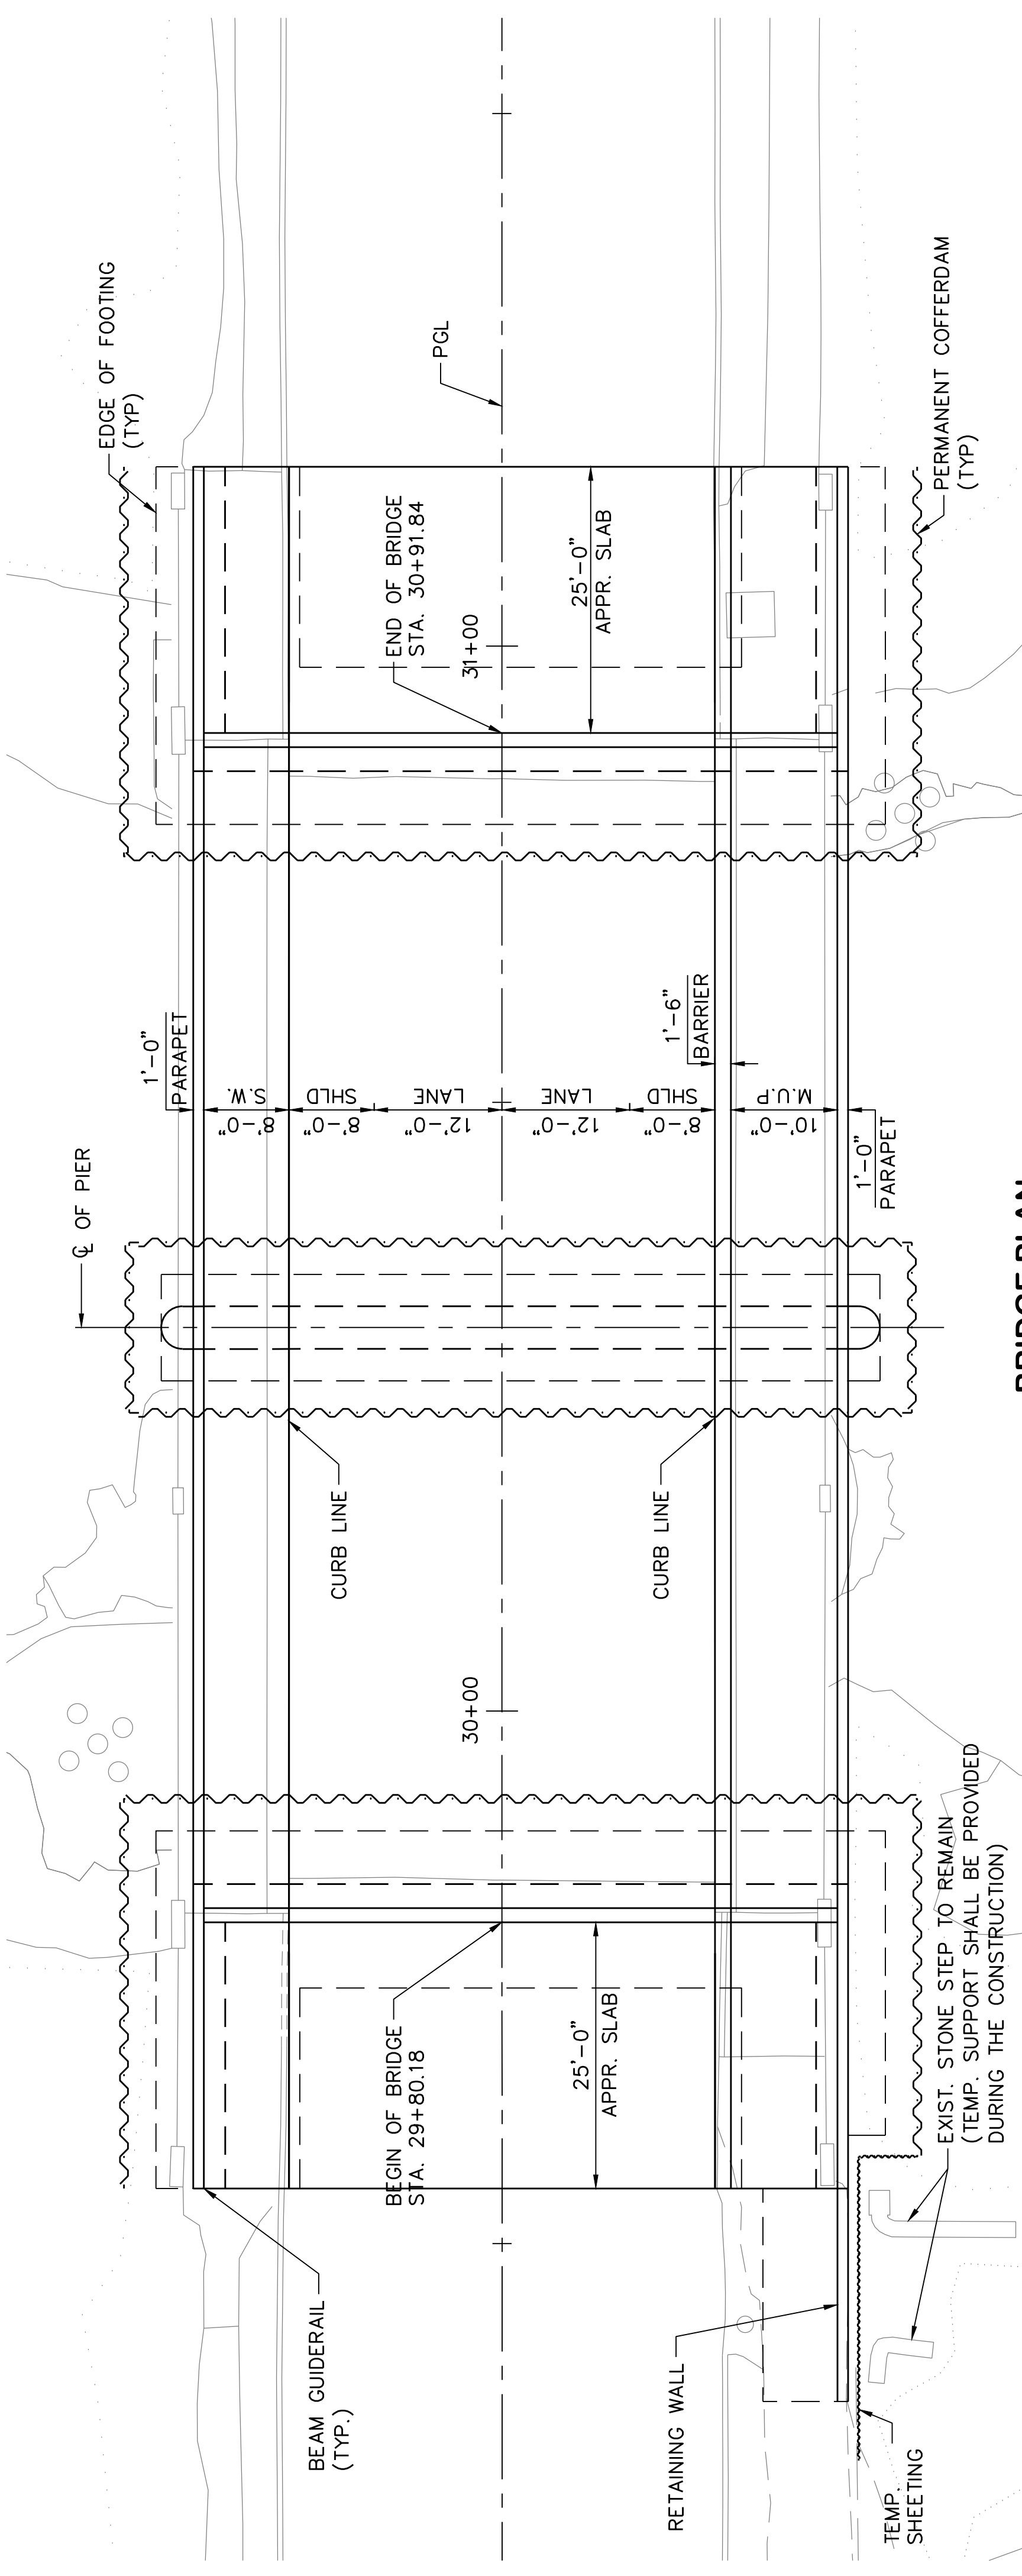 EDGE OF FOOTING
(TYP)
PGL
PERMANENT COFFERDAM
(TYP)
END OF BRIDGE
STA. 30+91.84
31+00
25'-0"
APPR. SLAB
1'-0"
PARAPET
1'-6"
BARRIER
S.W.
8'-0"
SHLD
8'-0"
LANE
12'-0"
LANE
12'-0"
SHLD
8'-0"
M.U.P
10'-0"
1'-0"
PARAPET
℄ OF PIER
CURB LINE
CURB LINE
30+00
BEGIN OF BRIDGE
STA. 29+80.18
25'-0"
APPR. SLAB
EXIST. STONE STEP TO REMAIN
(TEMP. SUPPORT SHALL BE PROVIDED
DURING THE CONSTRUCTION)
BEAM GUIDERAIL
(TYP.)
RETAINING WALL
TEMP.
SHEETING
BRIDGE PLAN